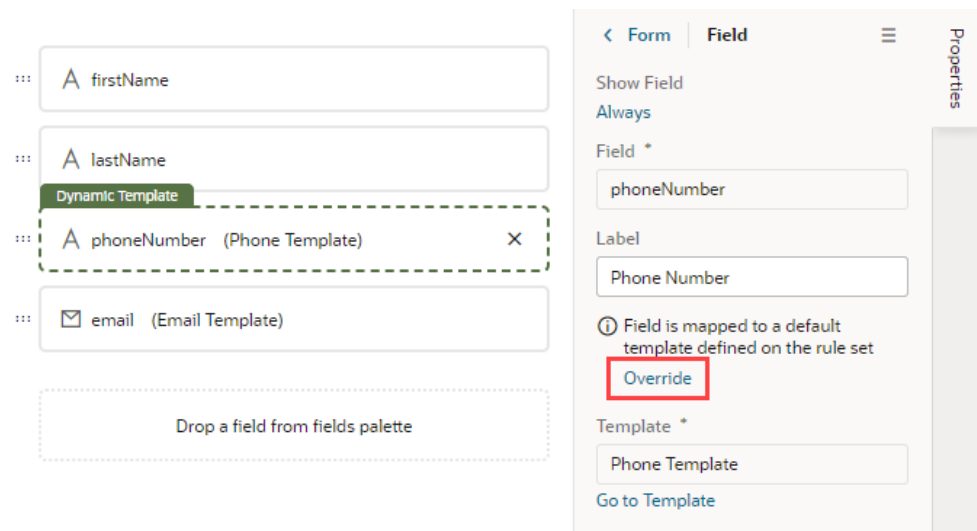 firstName
lastName
Dynamic Template
phoneNumber (Phone Template)
email (Email Template)
Drop a field from fields palette
Form Field
Show Field
Always
Field *
phoneNumber
Label
Phone Number
Field is mapped to a default
template defined on the rule set
Override
Template *
Phone Template
Go to Template
Properties